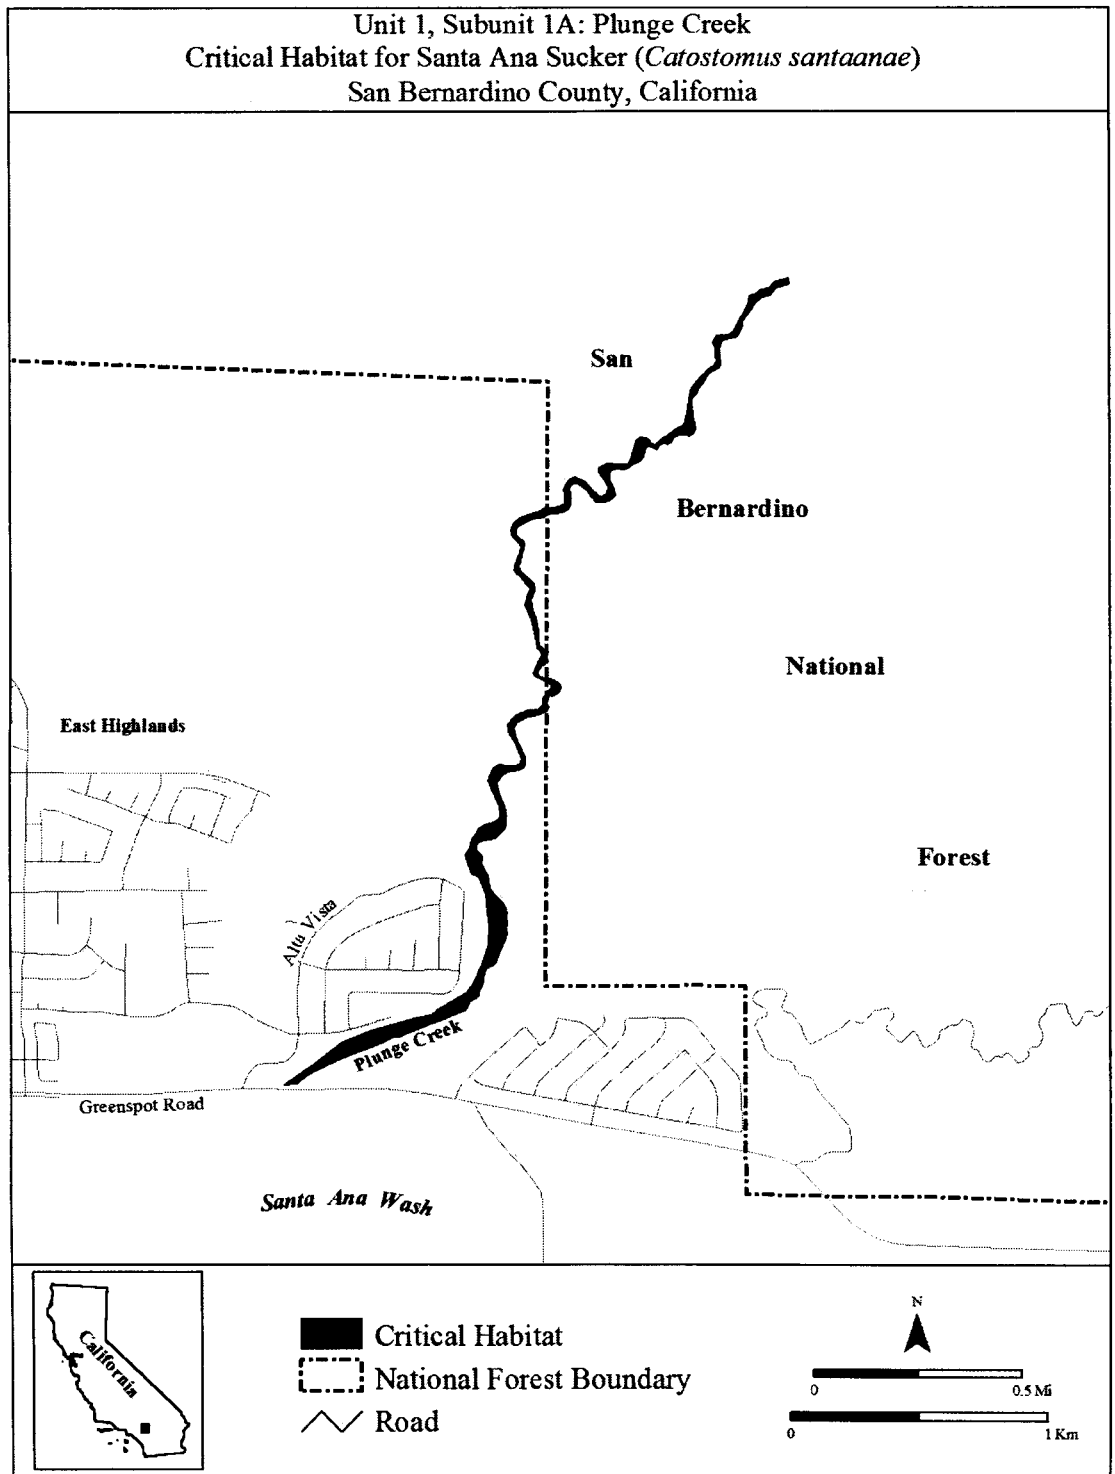 Unit 1, Subunit 1A: Plunge Creek
Critical Habitat for Santa Ana Sucker (Catostomus santaanae)
San Bernardino County, California
San
Bernardino
National
East Highlands
Forest
Alta Vista
Plunge Creek
Greenspot Road
Santa Ana Wash
California
Critical Habitat
National Forest Boundary
Road
N
0 0.5 Mi
0 1 Km